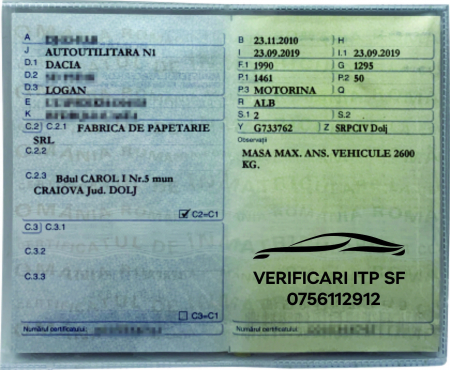 A
J AUTOUTILITARA N1
D.1 DACIA
D.2
D.3 LOGAN
E
K
C.2) C.2.1 FABRICA DE PAPETARIE
SRL
C.2.2
C.2.3 Bdul CAROL I Nr.5 mun
CRAIOVA Jud. DOLJ
C2=C1
C.3) C.3.1
C.3.2
C.3.3
C3=C1
Numărul certificatului
B 23.11.2010 H
I 23.09.2019 I.1 23.09.2019
F.1 1990 G 1295
P.1 1461 P.2 50
P.3 MOTORINA Q
R ALB
S.1 2 S.2
Y G733762 Z SRPCIV Dolj
Observații
MASA MAX. ANS. VEHICULE 2600
KG.
VERIFICARI ITP SF
0756112912
Numărul certificatului